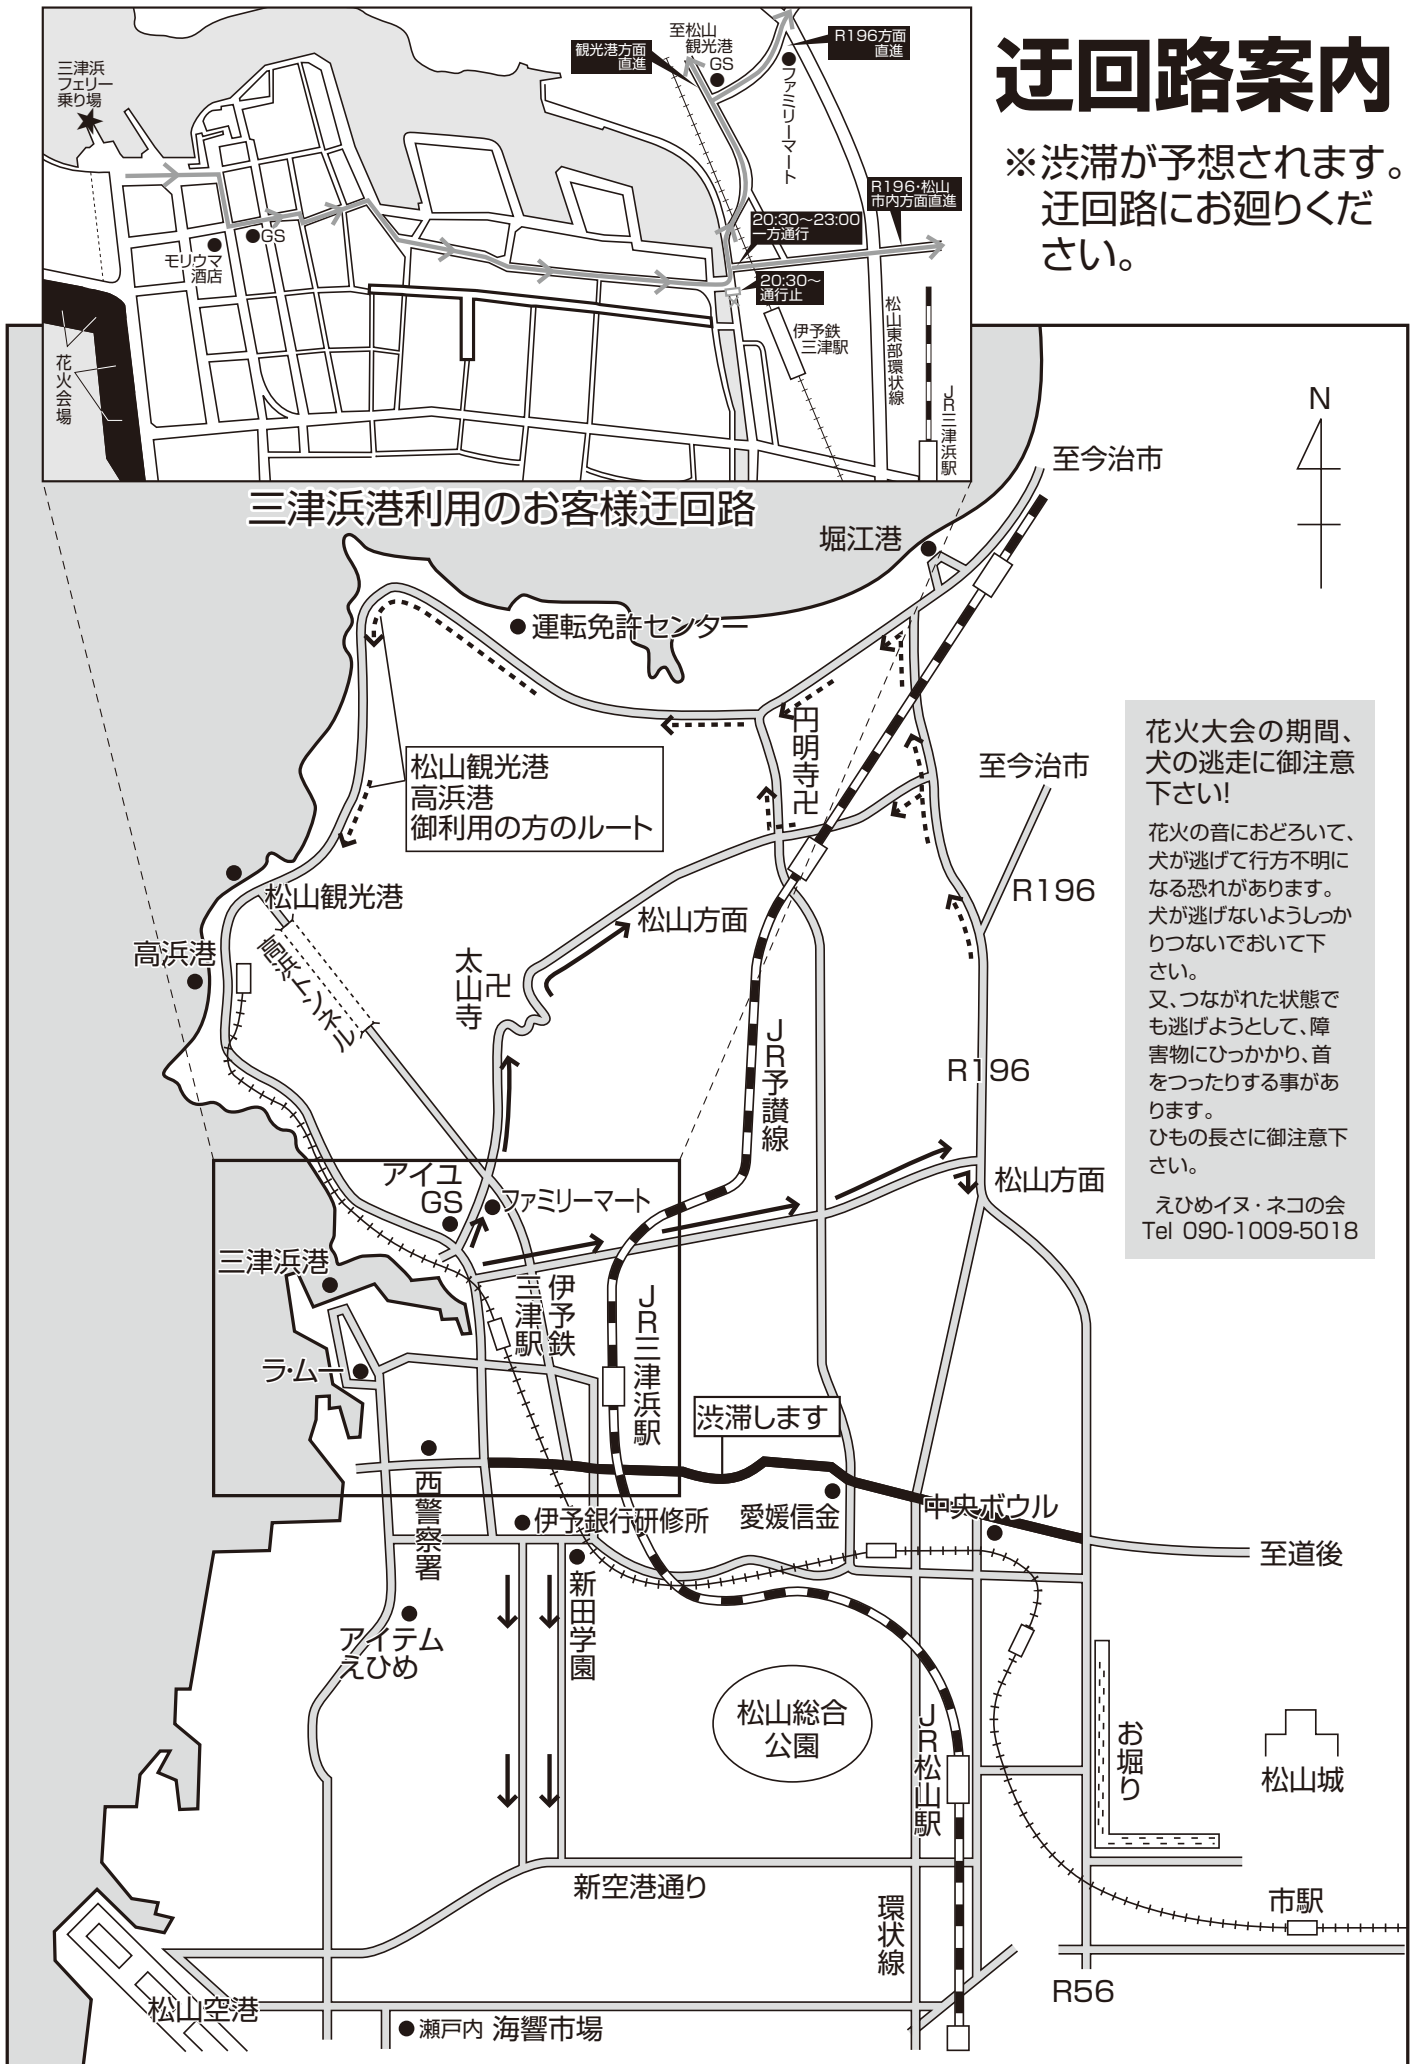 迂回路案内
※渋滞が予想されます。
迂回路にお廻りくだ
さい。
三津浜
フェリー
乗り場
観光港方面
直進
至松山
観光港
GS
R196方面
直進
ファミリーマート
R196・松山
市内方面直進
20:30〜23:00
一方通行
20:30〜
通行止
GS
モリウマ
酒店
花火会場
伊予鉄
三津駅
松山東部環状線
JR三津浜駅
三津浜港利用のお客様迂回路
N
至今治市
堀江港
運転免許センター
円明寺卍
松山観光港
高浜港
御利用の方のルート
至今治市
R196
花火大会の期間、
犬の逃走に御注意
下さい!
花火の音におどろいて、
犬が逃げて行方不明に
なる恐れがあります。
犬が逃げないようしっか
りつないでおいて下
さい。
又、つながれた状態で
も逃げようとして、障
害物にひっかかり、首
をつったりする事があ
ります。
ひもの長さに御注意下
さい。
えひめイヌ・ネコの会
Tel 090-1009-5018
松山観光港
高浜港
高浜トンネル
太山寺
卍
松山方面
JR予讃線
R196
松山方面
アイユ
GS
ファミリーマート
三津浜港
伊予鉄
三津駅
JR三津浜駅
ラ・ムー
渋滞します
西警察署
伊予銀行研修所
愛媛信金
中央ボウル
至道後
新田学園
アイテム
えひめ
松山総合
公園
JR松山駅
お堀り
松山城
新空港通り
環状線
市駅
R56
松山空港
瀬戸内 海響市場